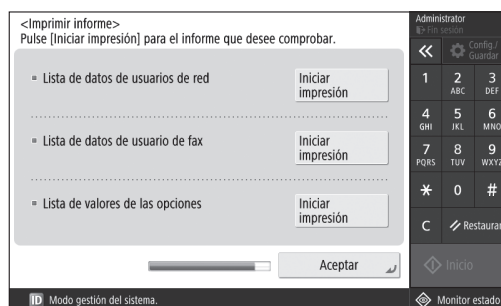 <Imprimir informe>
Pulse [Iniciar impresión] para el informe que desee comprobar.
Lista de datos de usuarios de red
Iniciar
impresión
Lista de datos de usuario de fax
Iniciar
impresión
Lista de valores de las opciones
Iniciar
impresión
Aceptar
ID Modo gestión del sistema.
Administrator
Fin sesión
Config./
Guardar
1 2 3
ABC DEF
4 5 6
GHI JKL MNO
7 8 9
PQRS TUV WXYZ
* 0 #
C Restaurar
Inicio
Monitor estado